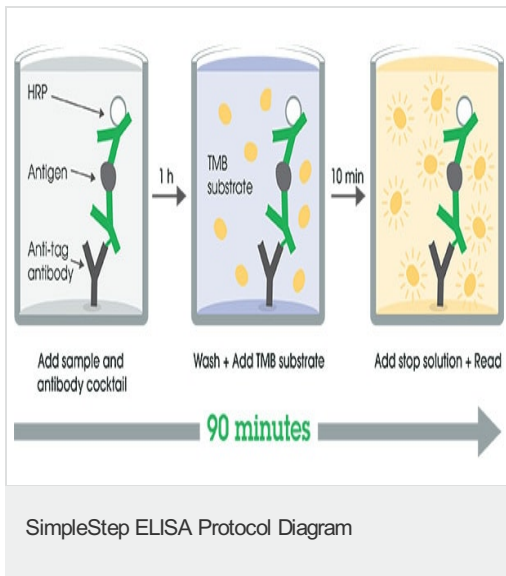 HRP
Antigen
Anti-tag
antibody
1 h
TMB
substrate
10 min
Add sample and
antibody cocktail
Wash + Add TMB substrate
Add stop solution + Read
90 minutes
SimpleStep ELISA Protocol Diagram